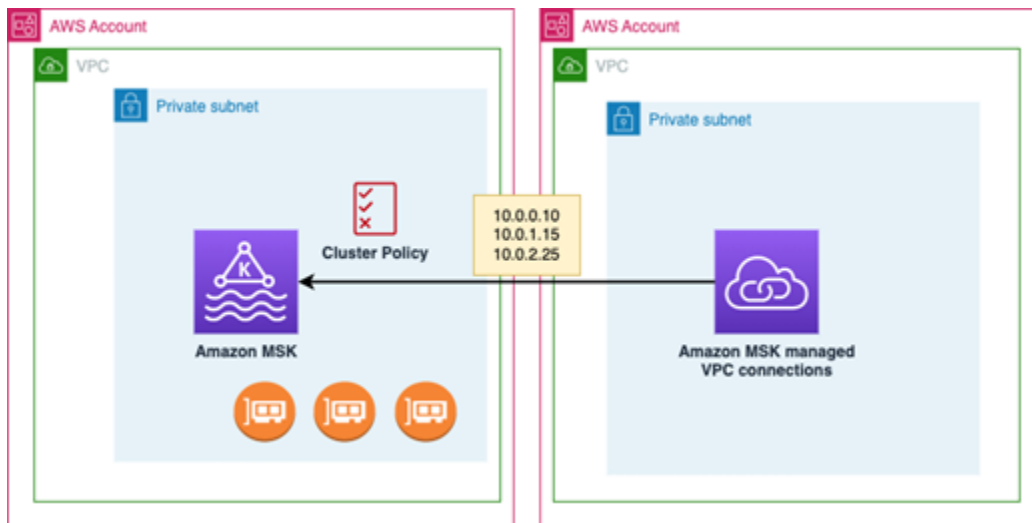 AWS Account
VPC
Private subnet
Cluster Policy
K
Amazon MSK
10.0.0.10
10.0.1.15
10.0.2.25
AWS Account
VPC
Private subnet
Amazon MSK managed
VPC connections